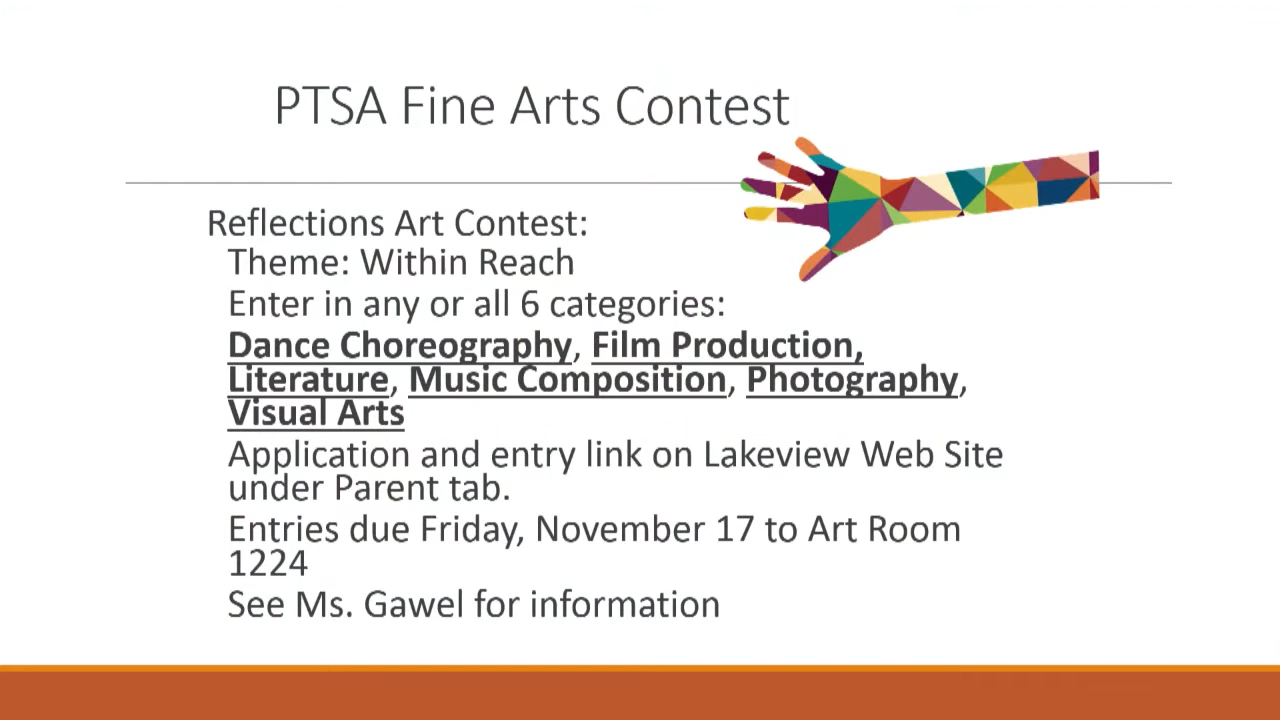 PTSA Fine Arts Contest
Reflections Art Contest:
Theme: Within Reach
Enter in any or all 6 categories:
Dance Choreography, Film Production,
Literature, Music Composition, Photography,
Visual Arts
Application and entry link on Lakeview Web Site
under Parent tab.
Entries due Friday, November 17 to Art Room
1224
See Ms. Gawel for information